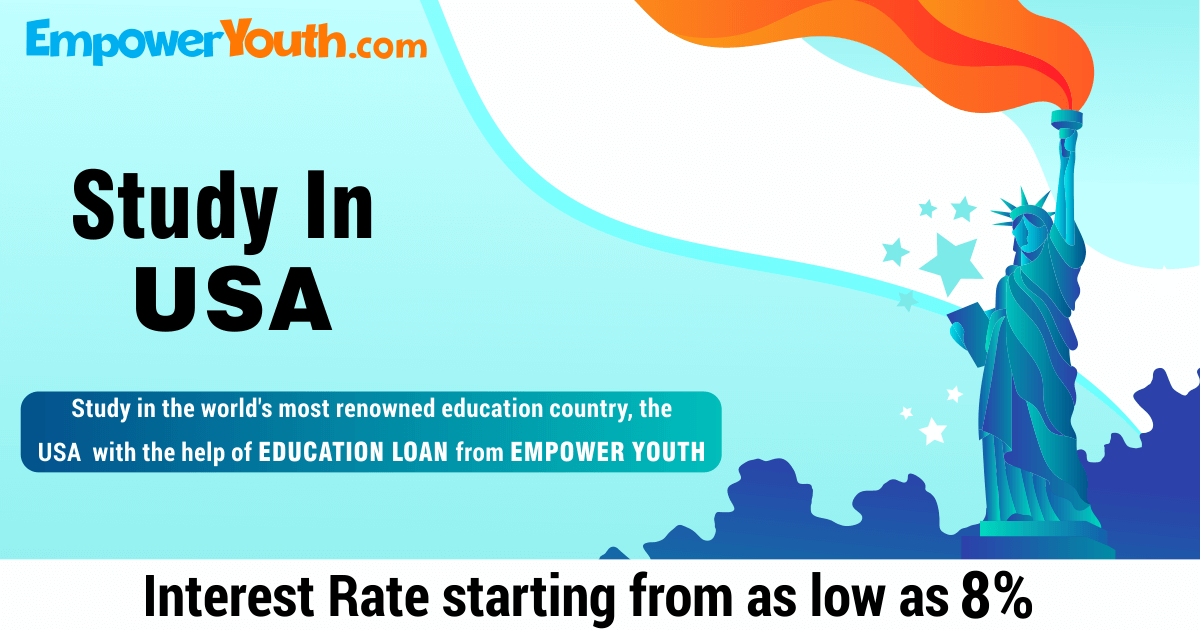 EmpowerYouth.com
Study In
USA
Study in the world's most renowned education country, the
USA with the help of EDUCATION LOAN from EMPOWER YOUTH
Interest Rate starting from as low as 8%